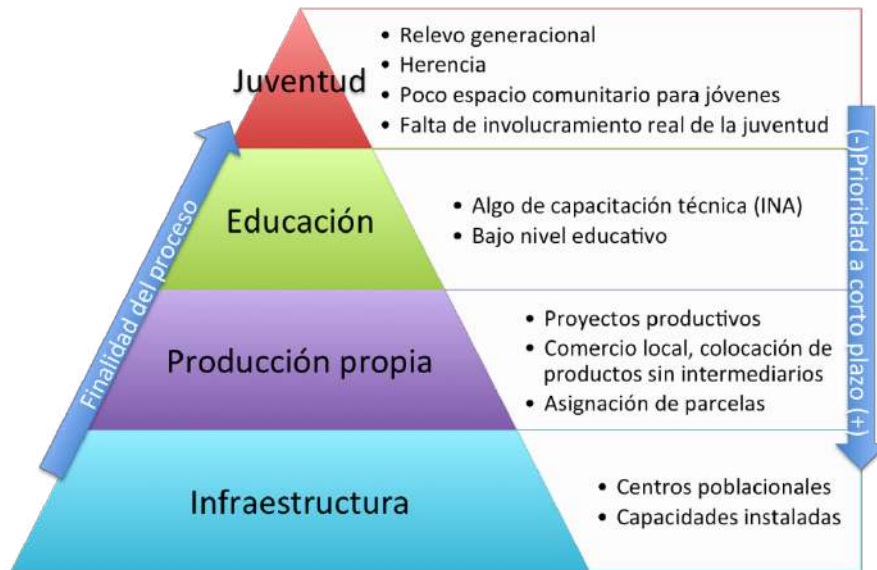 Juventud
• Relevo generacional
• Herencia
• Poco espacio comunitario para jóvenes
• Falta de involucramiento real de la juventud
Educación
• Algo de capacitación técnica (INA)
• Bajo nivel educativo
Producción propia
• Proyectos productivos
• Comercio local, colocación de
productos sin intermediarios
• Asignación de parcelas
Infraestructura
• Centros poblacionales
• Capacidades instaladas
Finalidad del proceso
(-)Prioridad a corto plazo (+)